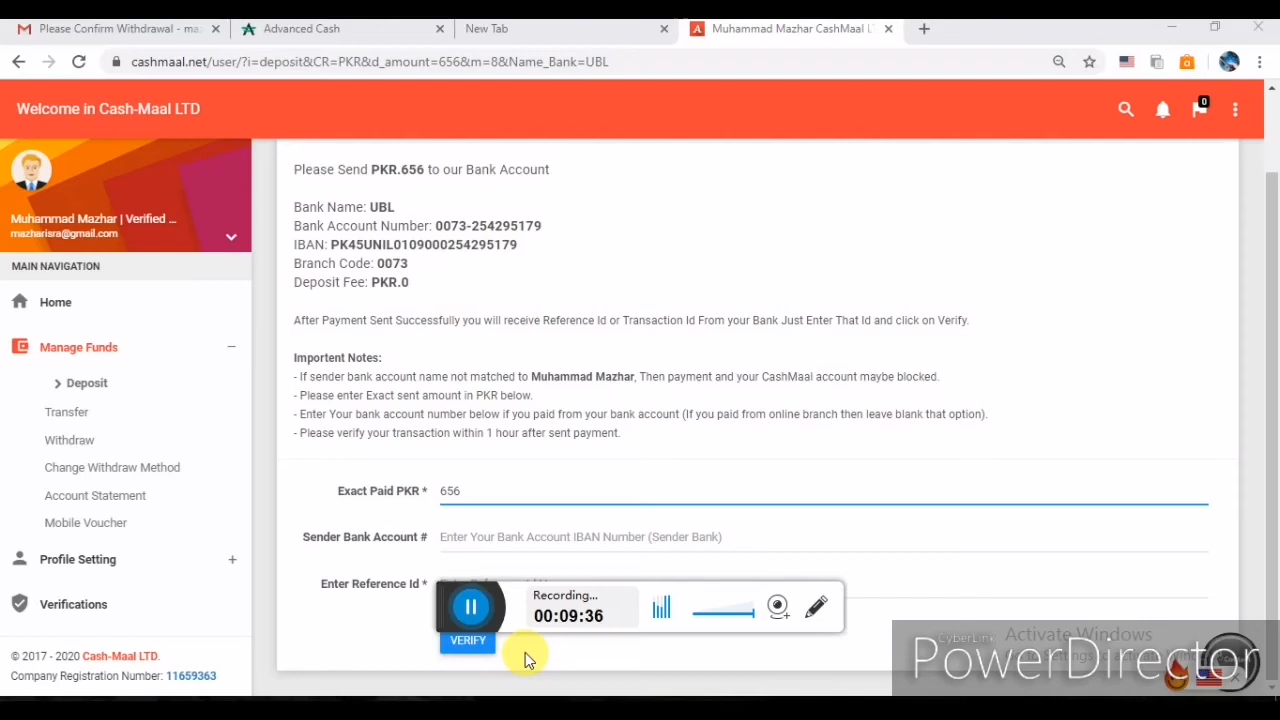 Please Confirm Withdrawal - maz
Advanced Cash
New Tab
Muhammad Mazhar CashMaal LT
cashmaal.net/user/?i=deposit&CR=PKR&d_amount=656&m=8&Name_Bank=UBL
Welcome in Cash-Maal LTD
0
Muhammad Mazhar | Verified ...
mazharisra@gmail.com
MAIN NAVIGATION
Home
Manage Funds
Deposit
Transfer
Withdraw
Change Withdraw Method
Account Statement
Mobile Voucher
Profile Setting
Verifications
© 2017 - 2020 Cash-Maal LTD.
Company Registration Number: 11659363
Please Send PKR.656 to our Bank Account
Bank Name: UBL
Bank Account Number: 0073-254295179
IBAN: PK45UNIL0109000254295179
Branch Code: 0073
Deposit Fee: PKR.0
After Payment Sent Successfully you will receive Reference Id or Transaction Id From your Bank Just Enter That Id and click on Verify.
Importent Notes:
- If sender bank account name not matched to Muhammad Mazhar, Then payment and your CashMaal account maybe blocked.
- Please enter Exact sent amount in PKR below.
- Enter Your bank account number below if you paid from your bank account (If you paid from online branch then leave blank that option).
- Please verify your transaction within 1 hour after sent payment.
Exact Paid PKR * 656
Sender Bank Account # Enter Your Bank Account IBAN Number (Sender Bank)
Enter Reference Id *
Recording...
00:09:36
VERIFY
Activate Windows
CyberLink
PowerDirector